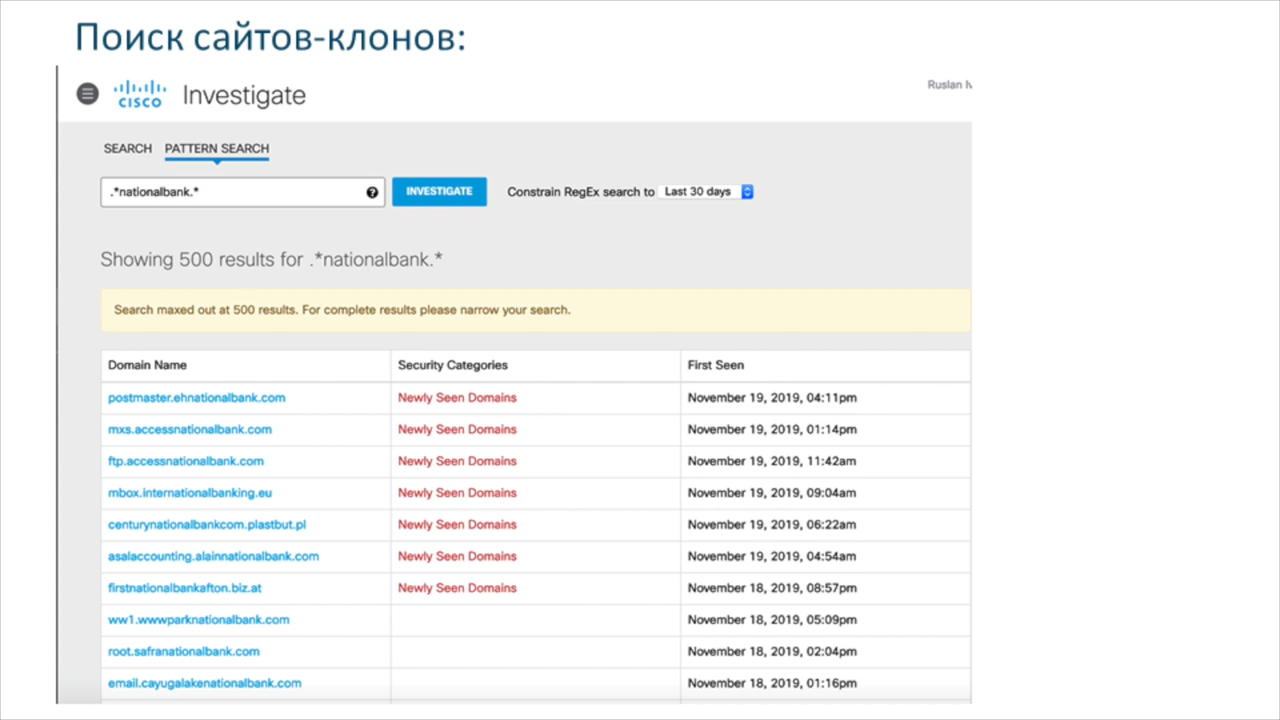 Поиск сайтов-клонов:
CISCO Investigate
Ruslan
SEARCH PATTERN SEARCH
.*nationalbank.* ? INVESTIGATE Constrain RegEx search to Last 30 days
Showing 500 results for .*nationalbank.*
Search maxed out at 500 results. For complete results please narrow your search.
Domain Name Security Categories First Seen
postmaster.ehnationalbank.com Newly Seen Domains November 19, 2019, 04:11pm
mxs.accessnationalbank.com Newly Seen Domains November 19, 2019, 01:14pm
ftp.accessnationalbank.com Newly Seen Domains November 19, 2019, 11:42am
mbox.internationalbanking.eu Newly Seen Domains November 19, 2019, 09:04am
centurynationalbankcom.plastbut.pl Newly Seen Domains November 19, 2019, 06:22am
asalaccounting.alainnationalbank.com Newly Seen Domains November 19, 2019, 04:54am
firstnationalbankafton.biz.at Newly Seen Domains November 18, 2019, 08:57pm
ww1.wwwparknationalbank.com November 18, 2019, 05:09pm
root.safranationalbank.com November 18, 2019, 02:04pm
email.cayugalakenationalbank.com November 18, 2019, 01:16pm